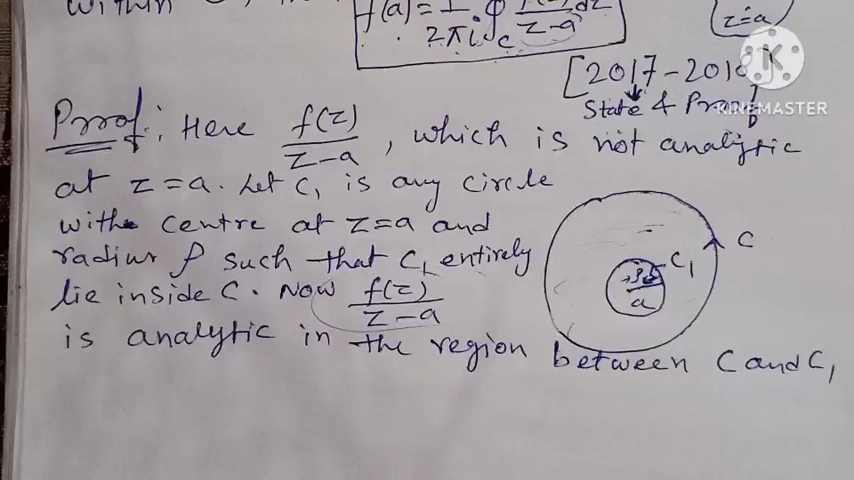 within
f(a) = 1/2πi ∮c f(z)/z-a dz
z=a
[2017-2018]
State & Proof
KINEMASTER
Prrof: Here f(z)/z-a, which is not analytic
at z=a. Let C₁ is any circle
with centre at z=a and
radius ρ such that C₁ entirely
lie inside C. Now f(z)/z-a
is analytic in the region between C and C₁
C
C₁
a